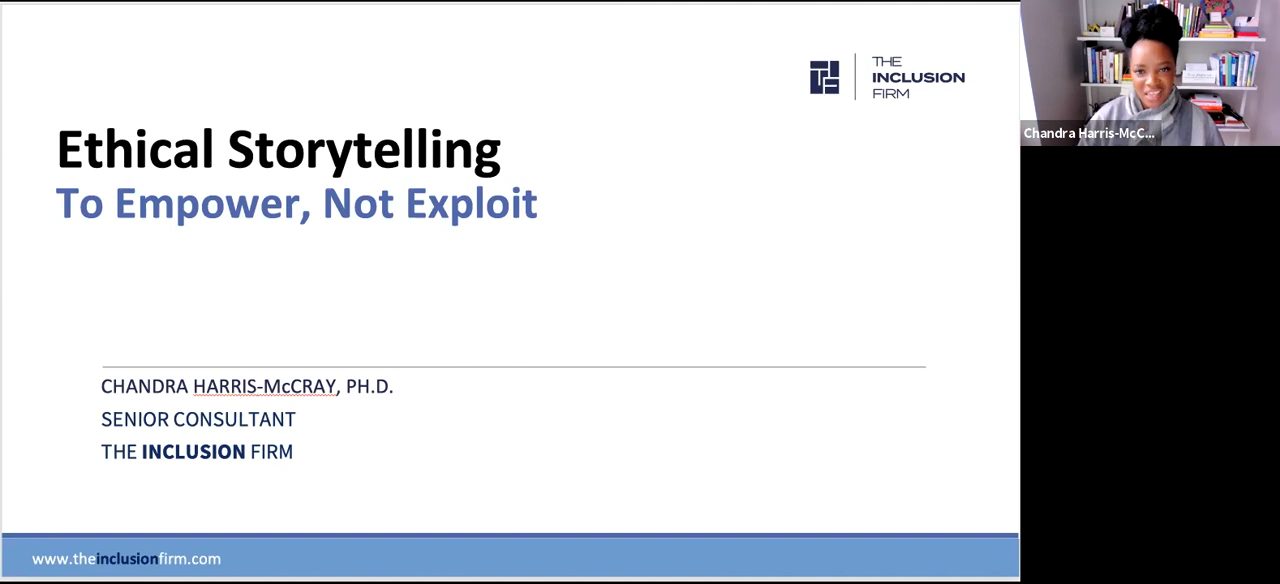 THE
INCLUSION
FIRM
Ethical Storytelling
To Empower, Not Exploit
CHANDRA HARRIS-McCRAY, PH.D.
SENIOR CONSULTANT
THE INCLUSION FIRM
www.theinclusionfirm.com
Chandra Harris-McC...